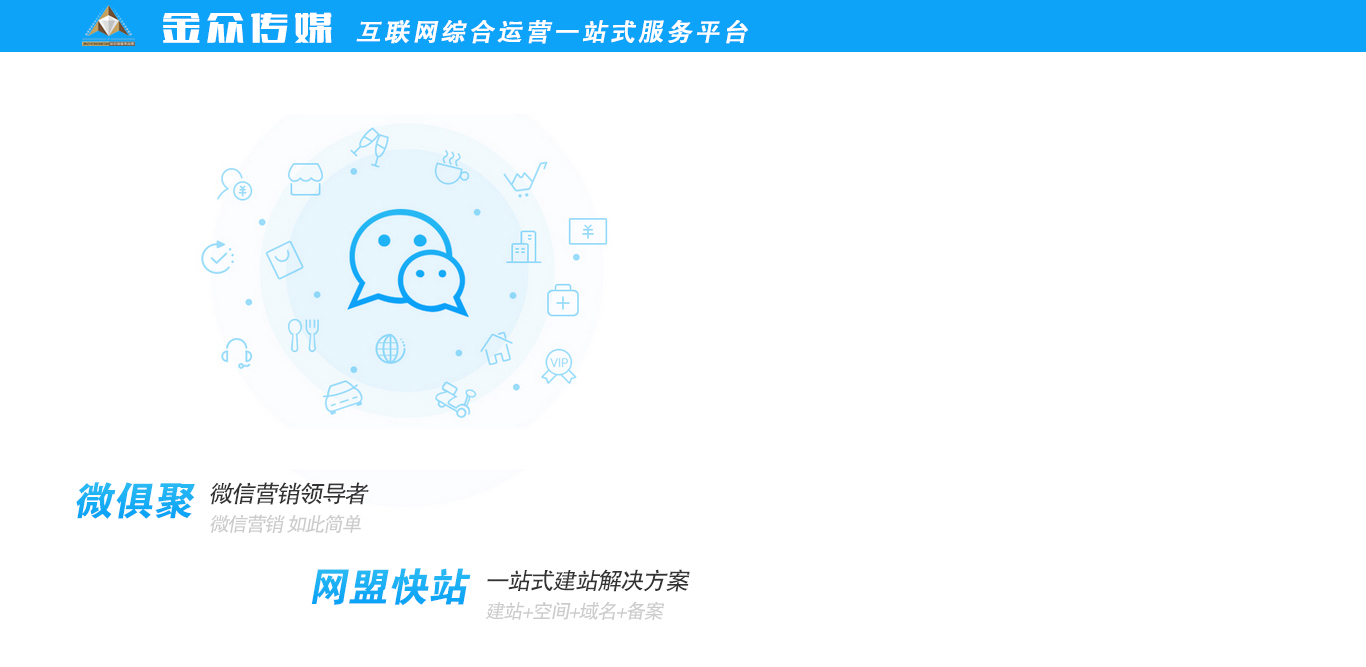 金众传媒 互联网综合运营一站式服务平台
VIP
微俱聚 微信营销领导者
微信营销 如此简单
网盟快站 一站式建站解决方案
建站+空间+域名+备案